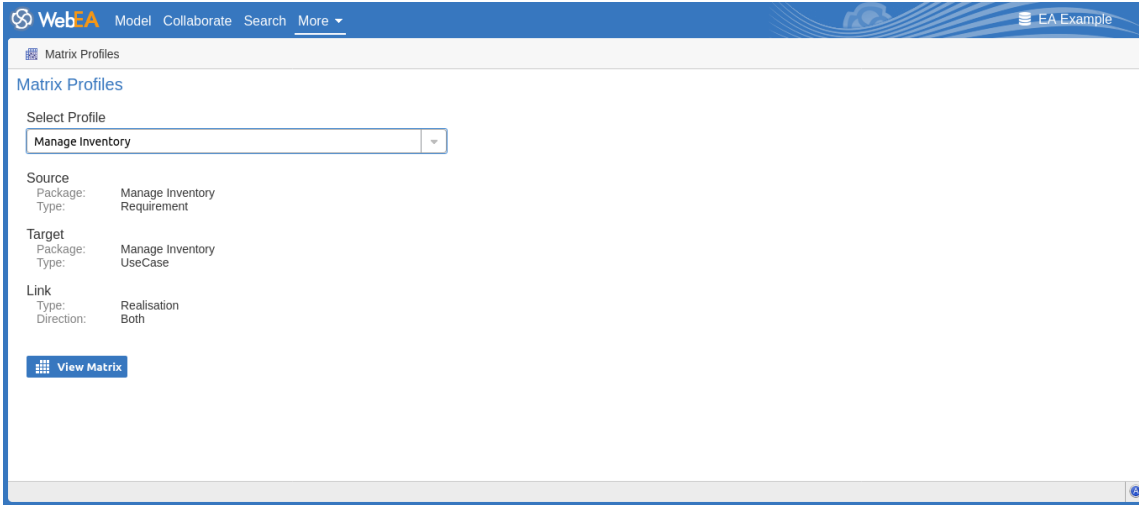 WebEA Model Collaborate Search More EA Example
Matrix Profiles
Matrix Profiles
Select Profile
Manage Inventory
Source
Package: Manage Inventory
Type: Requirement
Target
Package: Manage Inventory
Type: UseCase
Link
Type: Realisation
Direction: Both
View Matrix